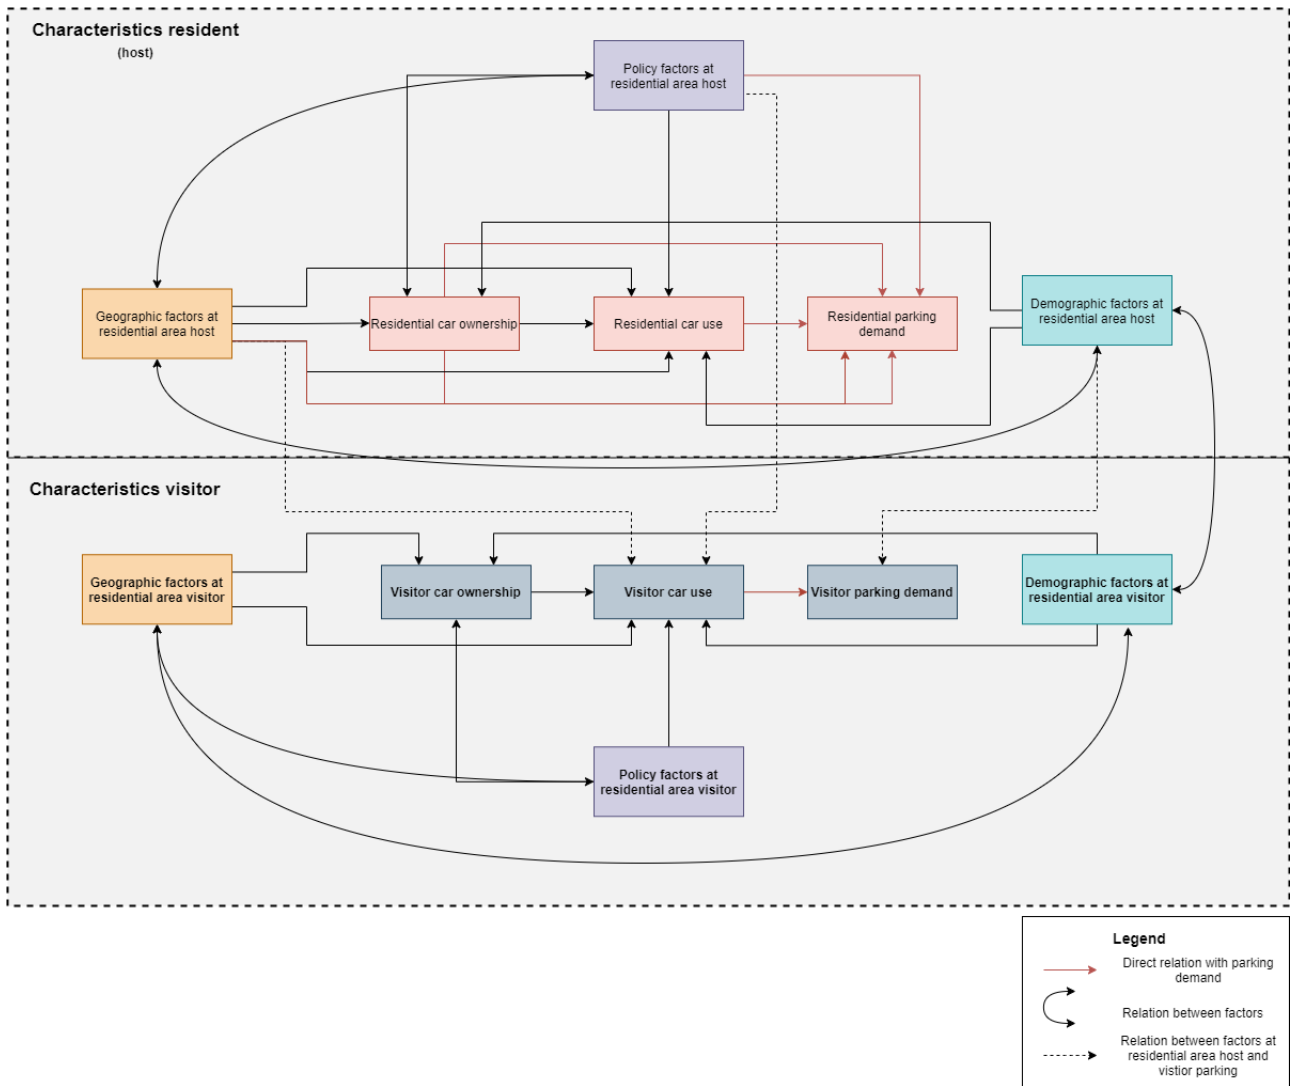 Characteristics resident
(host)
Policy factors at
residential area host
Geographic factors at
residential area host
Residential car ownership
Residential car use
Residential parking
demand
Demographic factors at
residential area host
Characteristics visitor
Geographic factors at
residential area visitor
Visitor car ownership
Visitor car use
Visitor parking demand
Demographic factors at
residential area visitor
Policy factors at
residential area visitor
Legend
Direct relation with parking
demand
Relation between factors
Relation between factors at
residential area host and
vistior parking